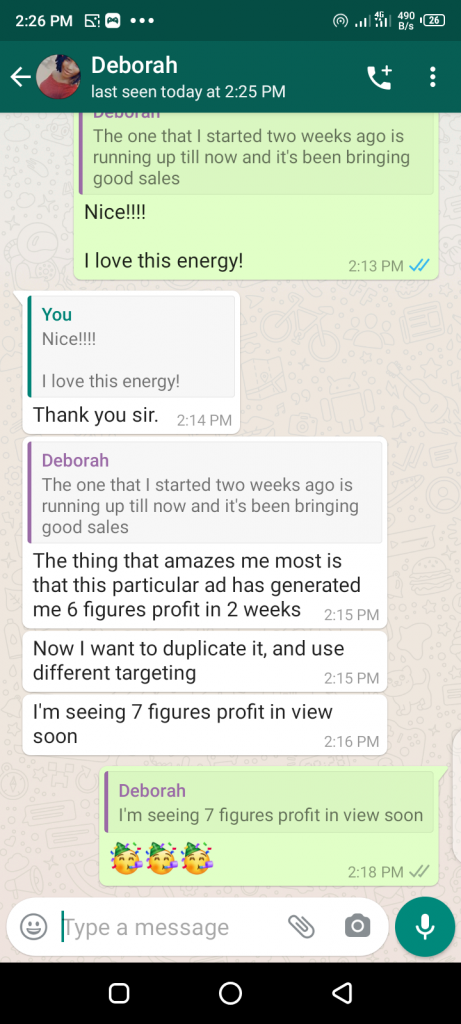 2:26 PM
4G
490
B/s
26
Deborah
last seen today at 2:25 PM
Deborah
The one that I started two weeks ago is
running up till now and it's been bringing
good sales
Nice!!!!
I love this energy!
2:13 PM
You
Nice!!!!
I love this energy!
Thank you sir.
2:14 PM
Deborah
The one that I started two weeks ago is
running up till now and it's been bringing
good sales
The thing that amazes me most is
that this particular ad has generated
me 6 figures profit in 2 weeks
2:15 PM
Now I want to duplicate it, and use
different targeting
2:15 PM
I'm seeing 7 figures profit in view
soon
2:16 PM
Deborah
I'm seeing 7 figures profit in view soon
2:18 PM
Type a message